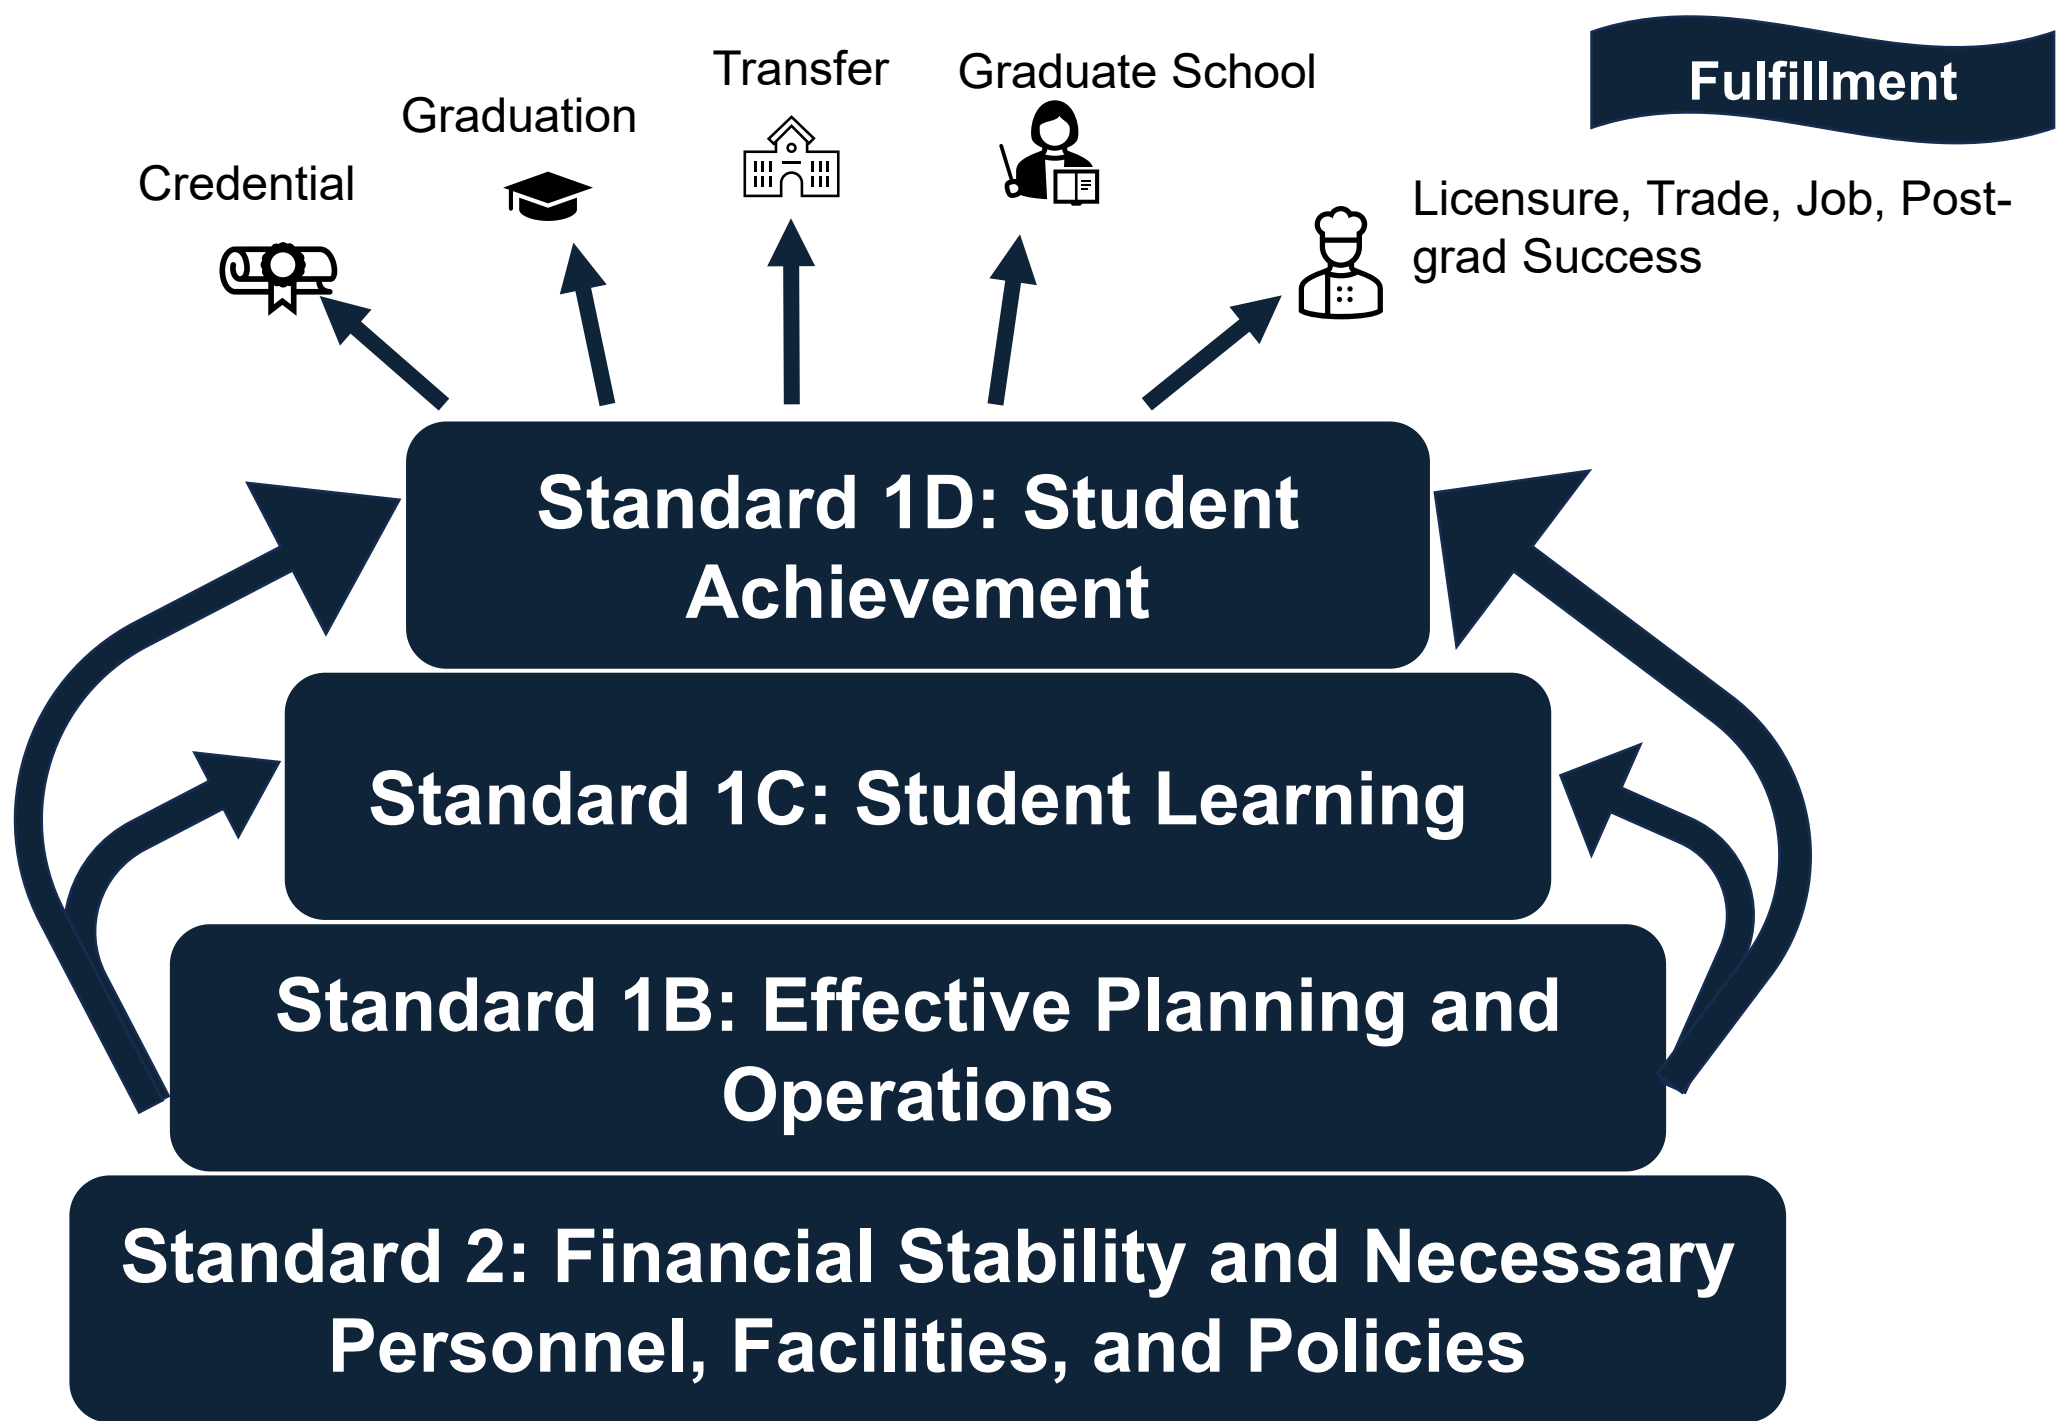 Fulfillment
Transfer
Graduate School
Graduation
Credential
Licensure, Trade, Job, Post-
grad Success
Standard 1D: Student
Achievement
Standard 1C: Student Learning
Standard 1B: Effective Planning and
Operations
Standard 2: Financial Stability and Necessary
Personnel, Facilities, and Policies